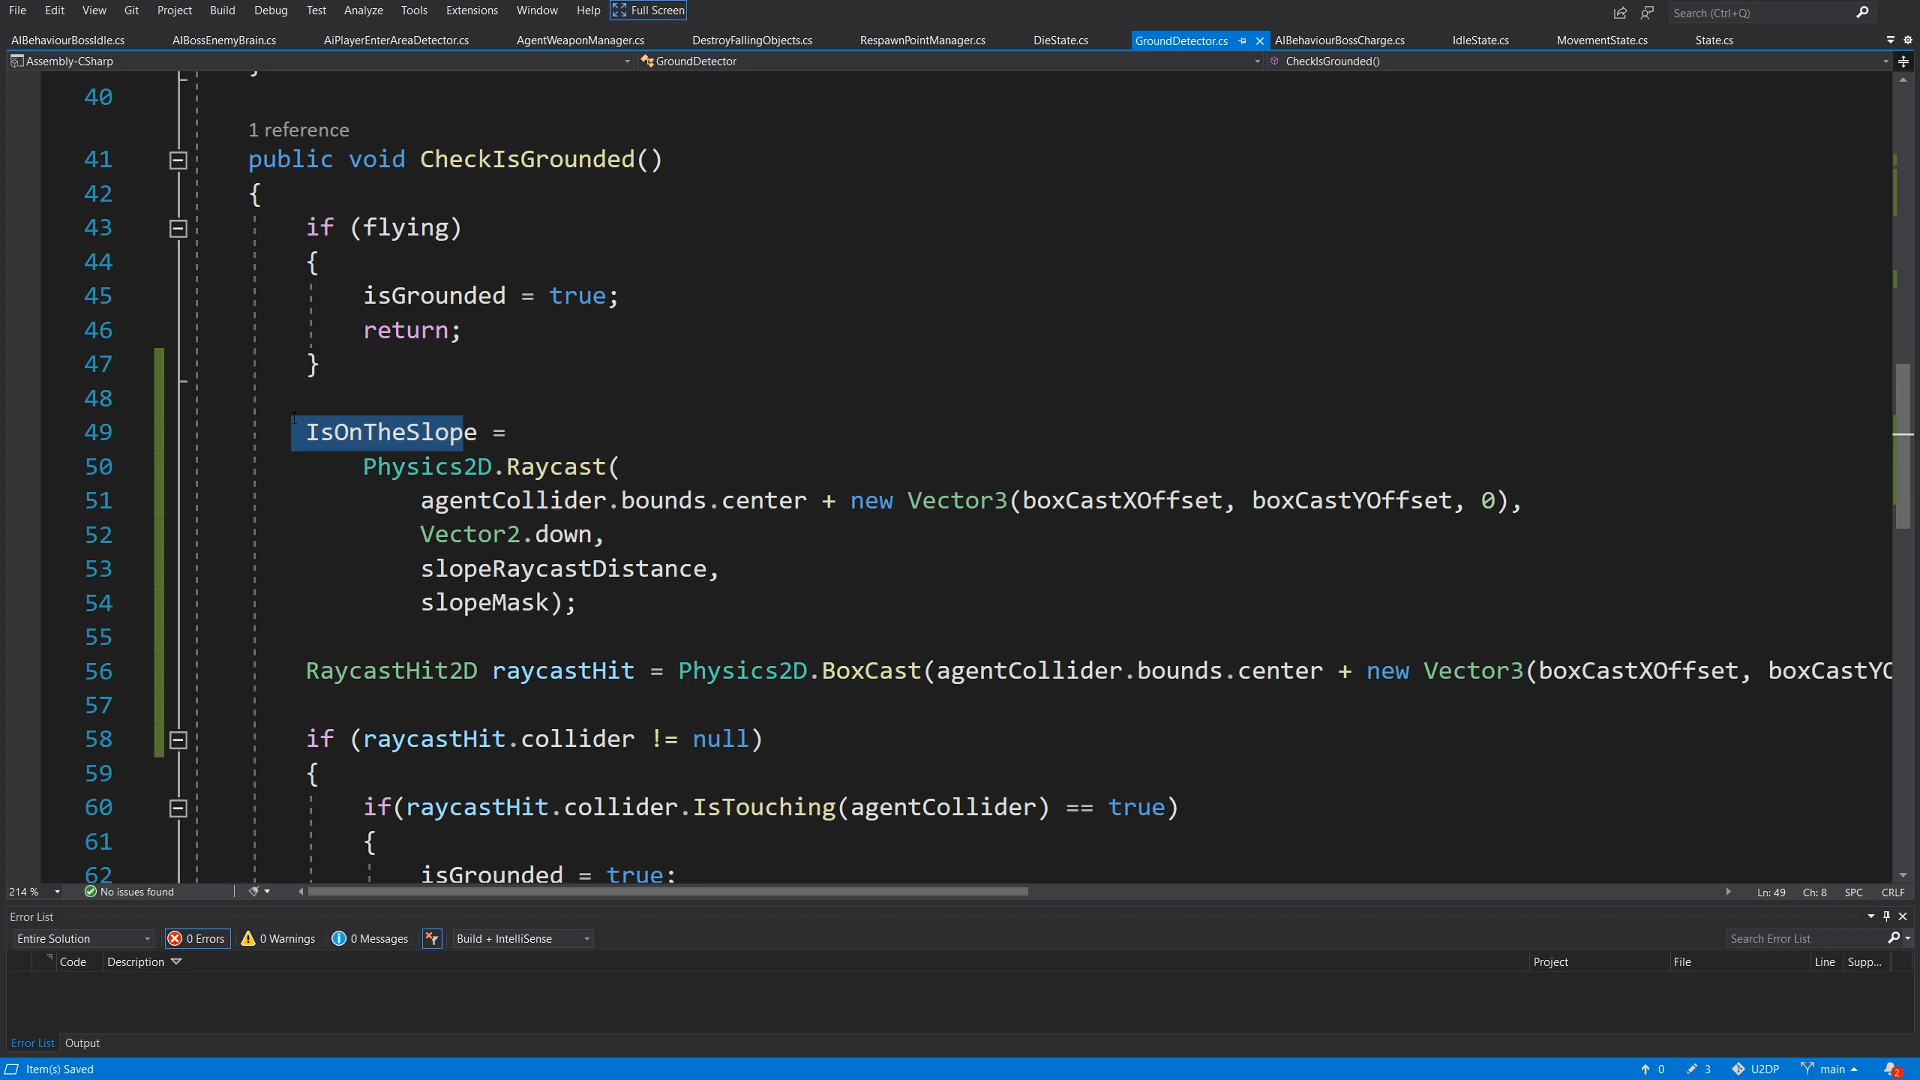 File Edit View Git Project Build Debug Test Analyze Tools Extensions Window Help Full Screen Search (Ctrl+Q)
AIBehaviourBossIdle.cs AIBossEnemyBrain.cs AiPlayerEnterAreaDetector.cs AgentWeaponManager.cs DestroyFallingObjects.cs RespawnPointManager.cs DieState.cs GroundDetector.cs AIBehaviourBossCharge.cs IdleState.cs MovementState.cs State.cs
Assembly-CSharp GroundDetector CheckIsGrounded()
40
1 reference
41 public void CheckIsGrounded()
42 {
43 if (flying)
44 {
45 isGrounded = true;
46 return;
47 }
48
49 IsOnTheSlope =
50 Physics2D.Raycast(
51 agentCollider.bounds.center + new Vector3(boxCastXOffset, boxCastYOffset, 0),
52 Vector2.down,
53 slopeRaycastDistance,
54 slopeMask);
55
56 RaycastHit2D raycastHit = Physics2D.BoxCast(agentCollider.bounds.center + new Vector3(boxCastXOffset, boxCastYO
57
58 if (raycastHit.collider != null)
59 {
60 if(raycastHit.collider.IsTouching(agentCollider) == true)
61 {
62 isGrounded = true;
214 % No issues found Ln: 49 Ch: 8 SPC CRLF
Error List
Entire Solution 0 Errors 0 Warnings 0 Messages Build + IntelliSense Search Error List
Code Description Project File Line Supp...
Error List Output
Item(s) Saved 0 3 U2DP main 2